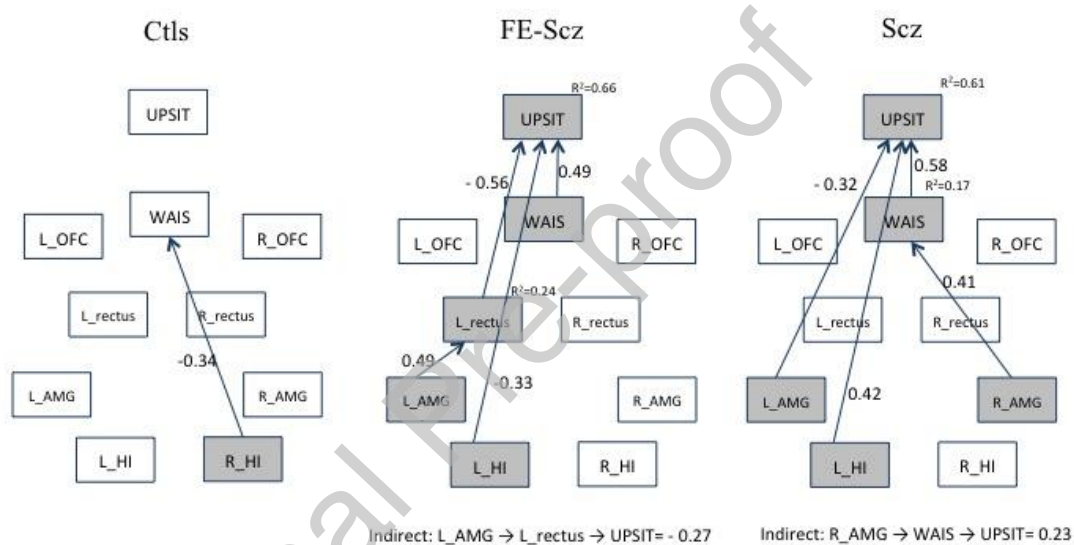 Ctls
FE-Scz
Scz
UPSIT
WAIS
L_OFC
R_OFC
L_rectus
R_rectus
-0.34
L_AMG
R_AMG
L_HI
R_HI
R²=0.66
UPSIT
- 0.56
0.49
WAIS
L_OFC
R_OFC
R²=0.24
L_rectus
R_rectus
0.49
-0.33
L_AMG
R_AMG
L_HI
R_HI
Indirect: L_AMG → L_rectus → UPSIT= - 0.27
R²=0.61
UPSIT
- 0.32
0.58
R²=0.17
WAIS
L_OFC
R_OFC
0.41
L_rectus
R_rectus
L_AMG
0.42
R_AMG
L_HI
R_HI
Indirect: R_AMG → WAIS → UPSIT= 0.23
al Pre-proof